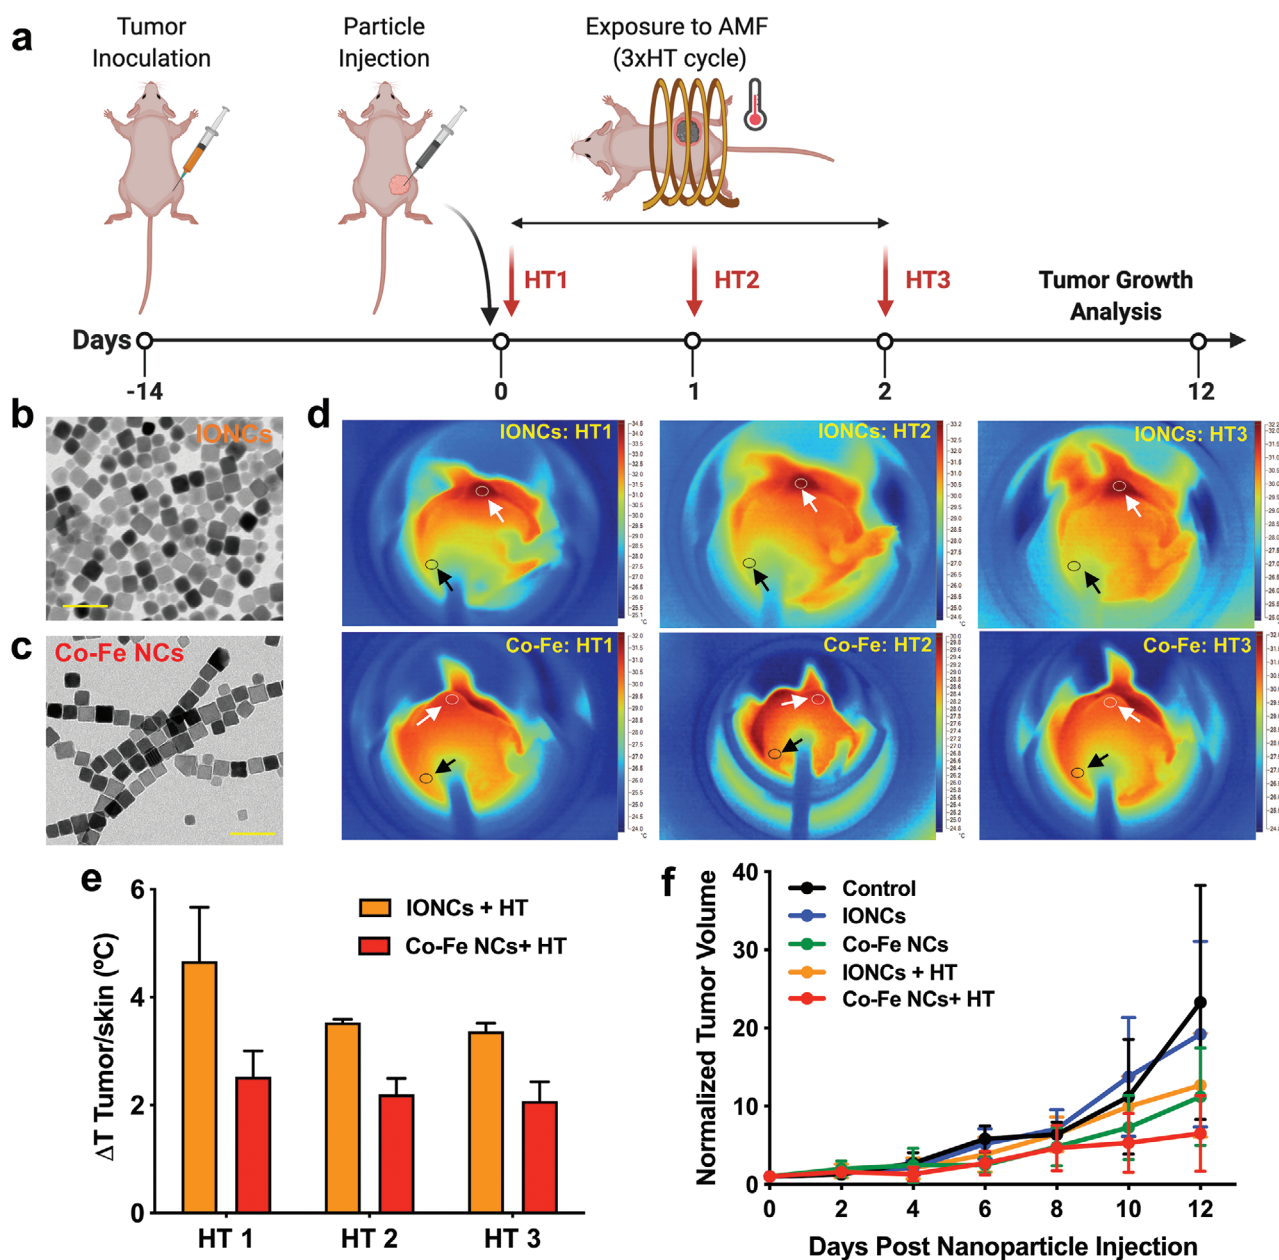 a
Tumor
Inoculation
Particle
Injection
Exposure to AMF
(3xHT cycle)
HT1
HT2
HT3
Tumor Growth
Analysis
Days
-14
0
1
2
12
b
IONCs
c
Co-Fe NCs
d
IONCs: HT1
IONCs: HT2
IONCs: HT3
Co-Fe: HT1
Co-Fe: HT2
Co-Fe: HT3
e
ΔT Tumor/skin (ºC)
6
4
2
0
IONCs + HT
Co-Fe NCs+ HT
HT 1
HT 2
HT 3
f
Normalized Tumor Volume
40
30
20
10
0
Control
IONCs
Co-Fe NCs
IONCs + HT
Co-Fe NCs+ HT
0
2
4
6
8
10
12
Days Post Nanoparticle Injection